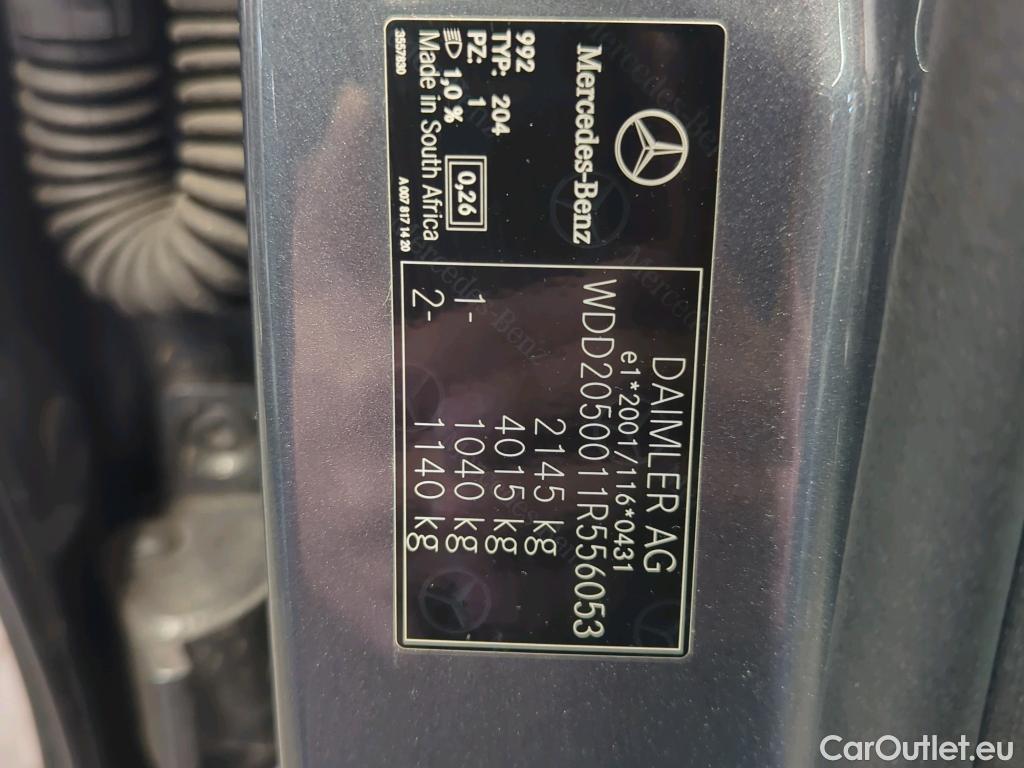 Mercedes-Benz
992
TYP: 204
PZ: 1
1,0 %
0,26
Made in South Africa
3557830
A 007 817 14 20
DAIMLER AG
e1*2001/116*0431
WDD2050011R556053
2145 kg
4015 kg
1- 1040 kg
2- 1140 kg
CarOutlet.eu